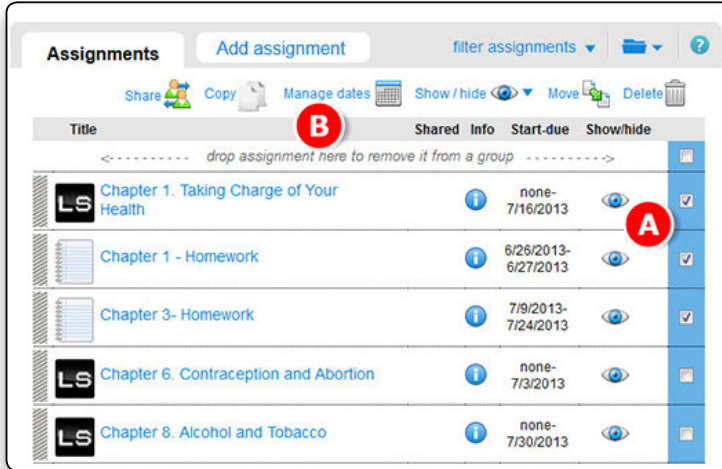 Assignments Add assignment filter assignments ?
Share Copy Manage dates Show / hide Move Delete
B
Title Shared Info Start-due Show/hide
<- - - - - - - - - - drop assignment here to remove it from a group - - - - - - - - - ->
LS Chapter 1. Taking Charge of Your
Health
i none-
7/16/2013
A
Chapter 1 - Homework i 6/26/2013-
6/27/2013
Chapter 3- Homework i 7/9/2013-
7/24/2013
LS Chapter 6. Contraception and Abortion i none-
7/3/2013
LS Chapter 8. Alcohol and Tobacco i none-
7/30/2013